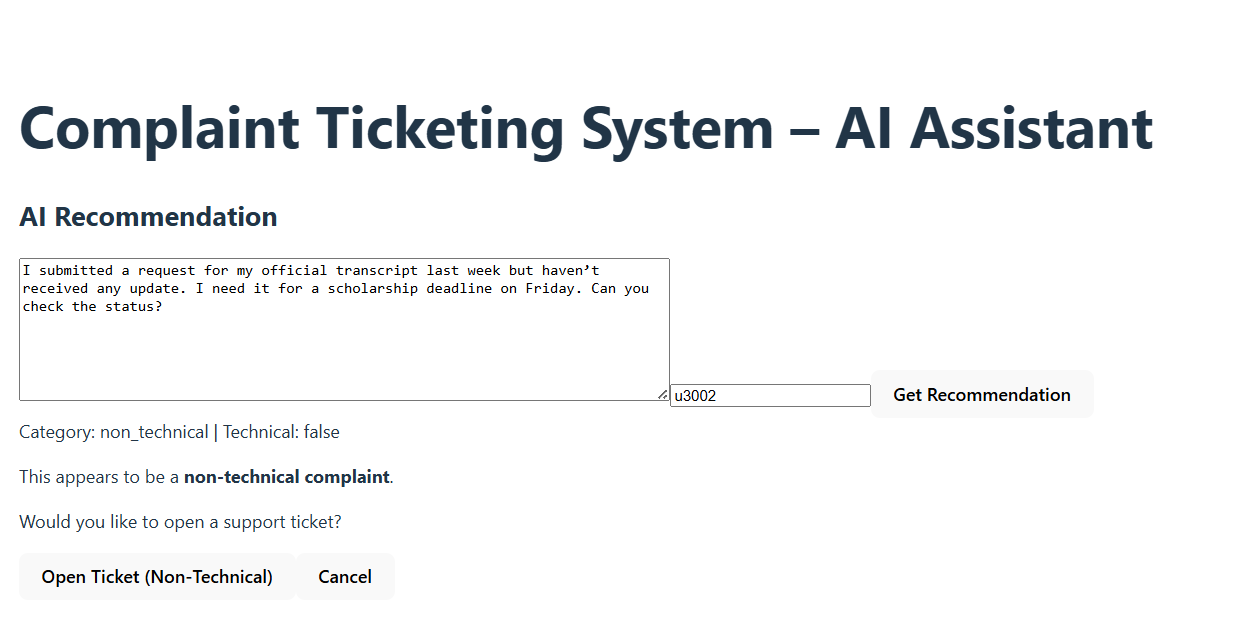 Complaint Ticketing System – AI Assistant
AI Recommendation
I submitted a request for my official transcript last week but haven’t
received any update. I need it for a scholarship deadline on Friday. Can you
check the status?
u3002
Get Recommendation
Category: non_technical | Technical: false
This appears to be a non-technical complaint.
Would you like to open a support ticket?
Open Ticket (Non-Technical) Cancel